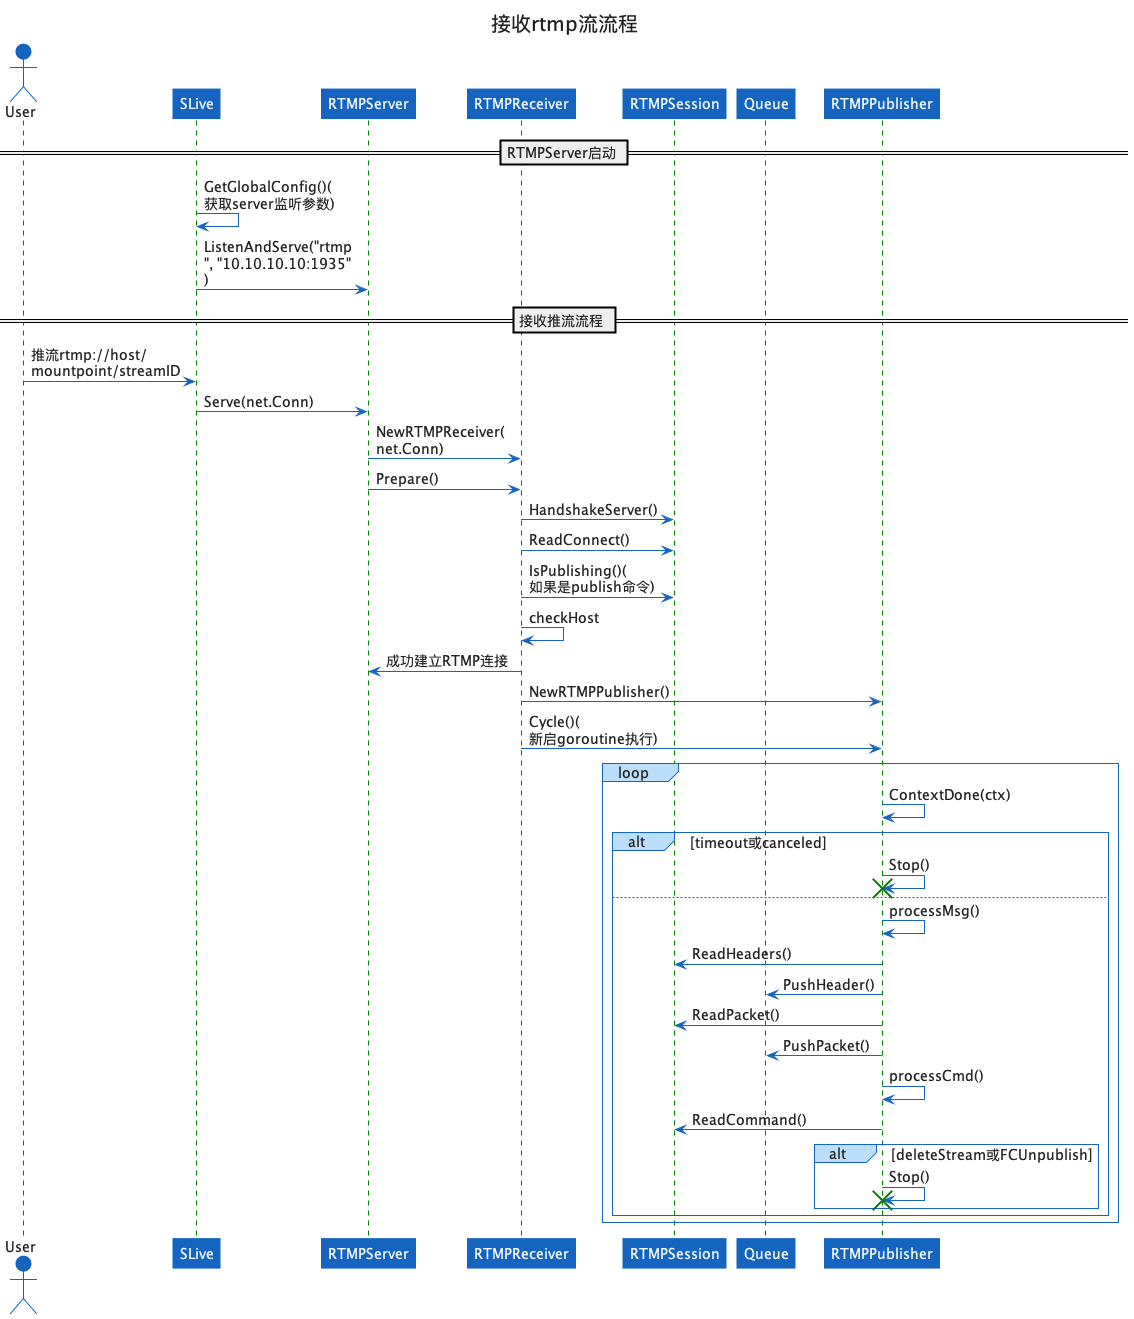 接收rtmp流流程
User
SLive
RTMPServer
RTMPReceiver
RTMPSession
Queue
RTMPPublisher
RTMPServer启动
GetGlobalConfig()(
获取server监听参数)
ListenAndServe("rtmp
", "10.10.10.10:1935"
)
接收推流流程
推流rtmp://host/
mountpoint/streamID
Serve(net.Conn)
NewRTMPReceiver(
net.Conn)
Prepare()
HandshakeServer()
ReadConnect()
IsPublishing()(
如果是publish命令)
checkHost
成功建立RTMP连接
NewRTMPPublisher()
Cycle()(
新启goroutine执行)
loop
ContextDone(ctx)
alt
[timeout或canceled]
Stop()
processMsg()
ReadHeaders()
PushHeader()
ReadPacket()
PushPacket()
processCmd()
ReadCommand()
alt
[deleteStream或FCUnpublish]
Stop()
User
SLive
RTMPServer
RTMPReceiver
RTMPSession
Queue
RTMPPublisher